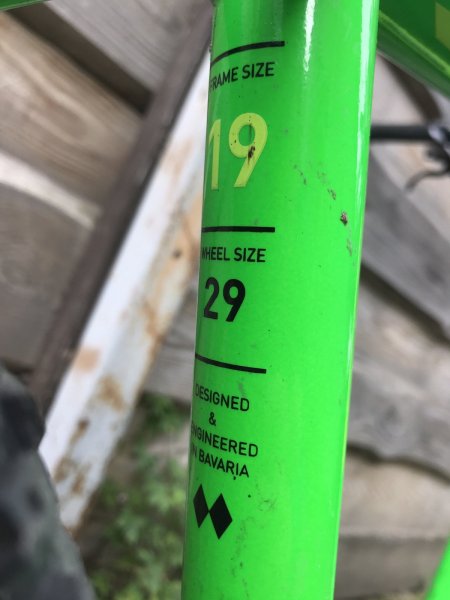 FRAME SIZE
19
WHEEL SIZE
29
DESIGNED
&
ENGINEERED
IN BAVARIA